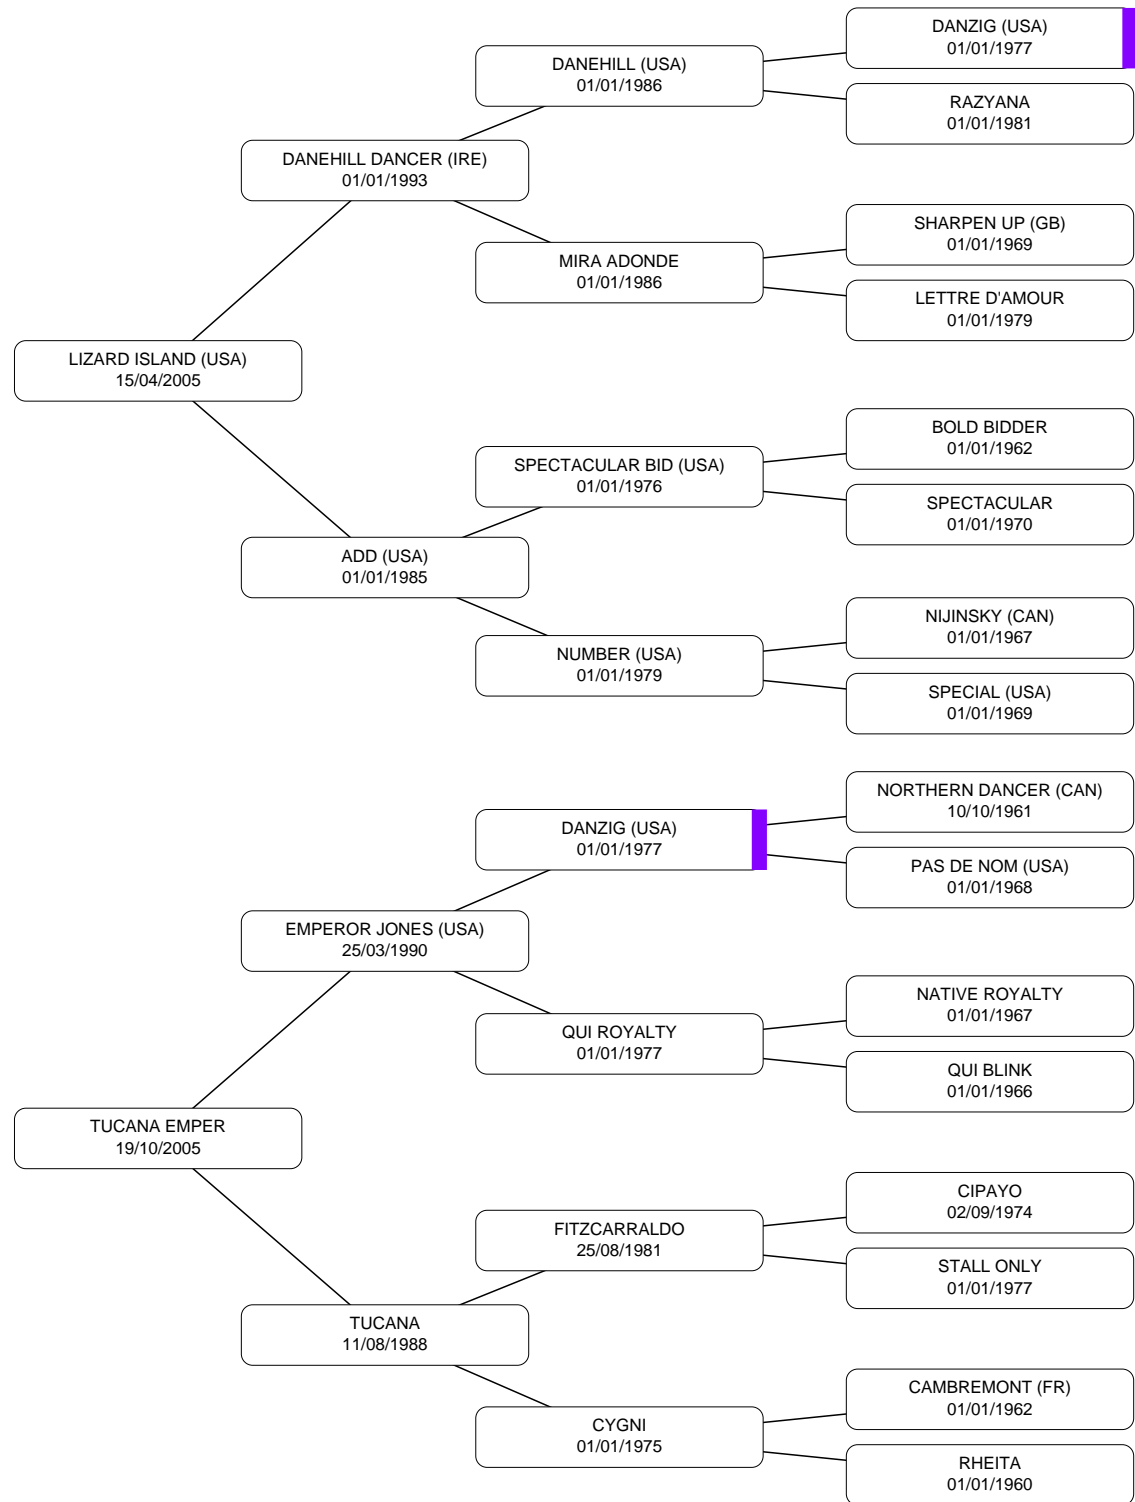 DANZIG (USA)
01/01/1977
DANEHILL (USA)
01/01/1986
RAZYANA
01/01/1981
DANEHILL DANCER (IRE)
01/01/1993
SHARPEN UP (GB)
01/01/1969
MIRA ADONDE
01/01/1986
LETTRE D'AMOUR
01/01/1979
LIZARD ISLAND (USA)
15/04/2005
BOLD BIDDER
01/01/1962
SPECTACULAR BID (USA)
01/01/1976
SPECTACULAR
01/01/1970
ADD (USA)
01/01/1985
NIJINSKY (CAN)
01/01/1967
NUMBER (USA)
01/01/1979
SPECIAL (USA)
01/01/1969
NORTHERN DANCER (CAN)
10/10/1961
DANZIG (USA)
01/01/1977
PAS DE NOM (USA)
01/01/1968
EMPEROR JONES (USA)
25/03/1990
NATIVE ROYALTY
01/01/1967
QUI ROYALTY
01/01/1977
QUI BLINK
01/01/1966
TUCANA EMPER
19/10/2005
CIPAYO
02/09/1974
FITZCARRALDO
25/08/1981
STALL ONLY
01/01/1977
TUCANA
11/08/1988
CAMBREMONT (FR)
01/01/1962
CYGNI
01/01/1975
RHEITA
01/01/1960